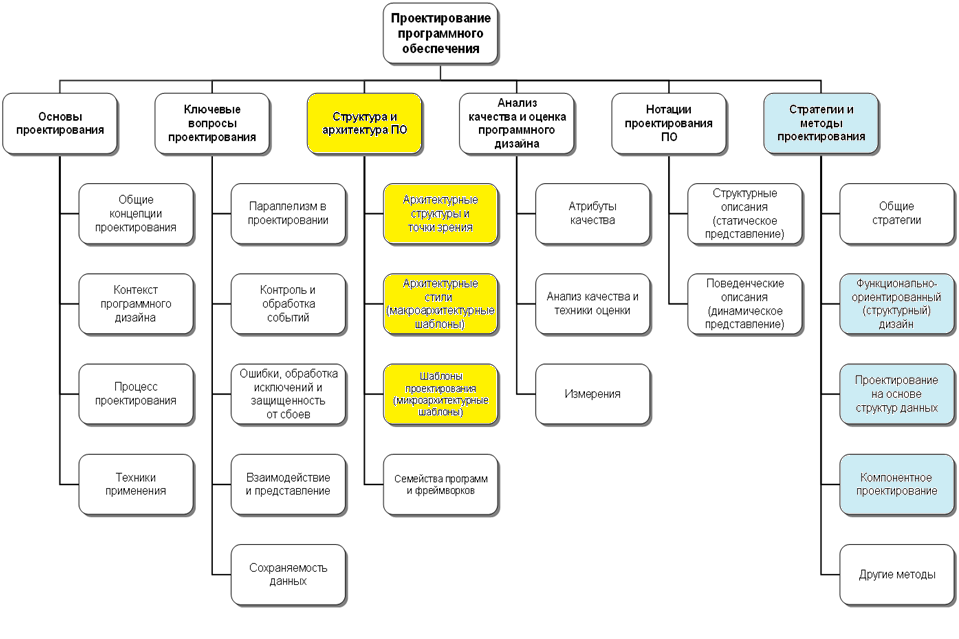 Проектирование
программного
обеспечения
Основы
проектирования
Ключевые
вопросы
проектирования
Структура и
архитектура ПО
Анализ
качества и оценка
программного
дизайна
Нотации
проектирования
ПО
Стратегии и
методы
проектирования
Общие
концепции
проектирования
Контекст
программного
дизайна
Процесс
проектирования
Техники
применения
Параллелизм в
проектировании
Контроль и
обработка
событий
Ошибки, обработка
исключений и
защищенность
от сбоев
Взаимодействие
и представление
Сохраняемость
данных
Архитектурные
структуры и
точки зрения
Архитектурные
стили
(макроархитектурные
шаблоны)
Шаблоны
проектирования
(микроархитектурные
шаблоны)
Семейства программ
и фреймворков
Атрибуты
качества
Анализ качества и
техники оценки
Измерения
Структурные
описания
(статическое
представление)
Поведенческие
описания
(динамическое
представление)
Общие
стратегии
Функционально-
ориентированный
(структурный)
дизайн
Проектирование
на основе
структур данных
Компонентное
проектирование
Другие методы